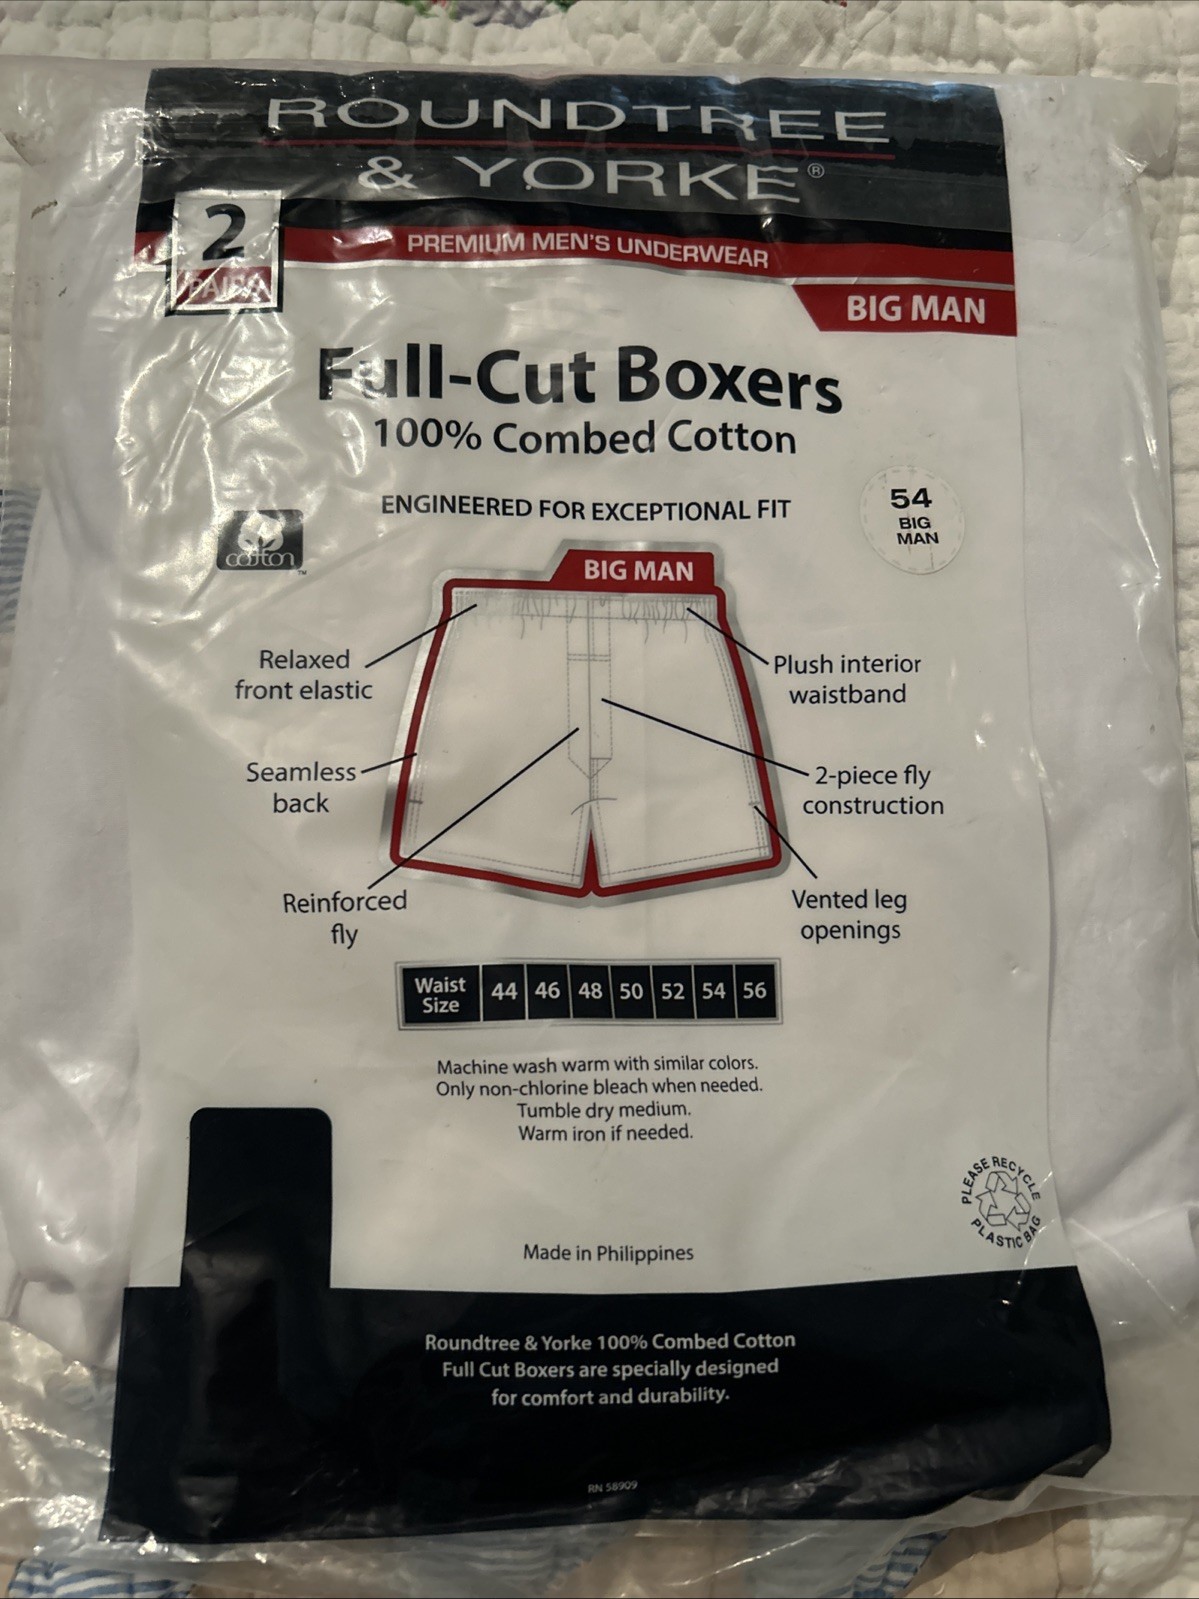 ROUNDTREE
& YORKE®
2
PAIRS
PREMIUM MEN'S UNDERWEAR
BIG MAN
Full-Cut Boxers
100% Combed Cotton
ENGINEERED FOR EXCEPTIONAL FIT
54
BIG
MAN
cotton
TM
BIG MAN
Relaxed
front elastic
Plush interior
waistband
Seamless
back
2-piece fly
construction
Reinforced
fly
Vented leg
openings
Waist
Size
44 46 48 50 52 54 56
Machine wash warm with similar colors.
Only non-chlorine bleach when needed.
Tumble dry medium.
Warm iron if needed.
PLEASE RECYCLE
PLASTIC BAG
Made in Philippines
Roundtree & Yorke 100% Combed Cotton
Full Cut Boxers are specially designed
for comfort and durability.
RN 58909